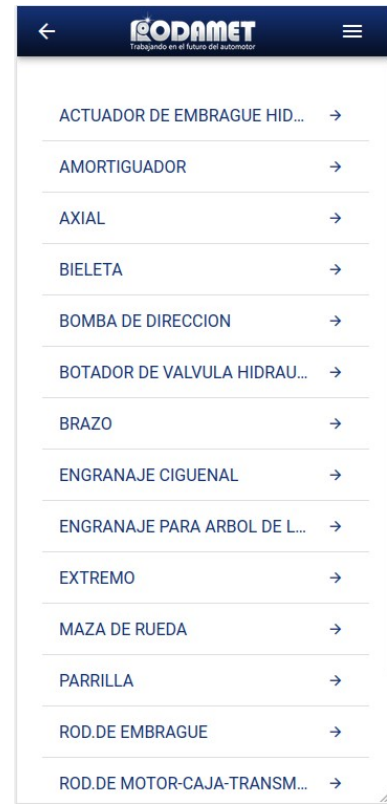 RODAMET
Trabajando en el futuro del automotor
ACTUADOR DE EMBRAGUE HID...
AMORTIGUADOR
AXIAL
BIELETA
BOMBA DE DIRECCION
BOTADOR DE VALVULA HIDRAU...
BRAZO
ENGRANAJE CIGUENAL
ENGRANAJE PARA ARBOL DE L...
EXTREMO
MAZA DE RUEDA
PARRILLA
ROD.DE EMBRAGUE
ROD.DE MOTOR-CAJA-TRANSM...